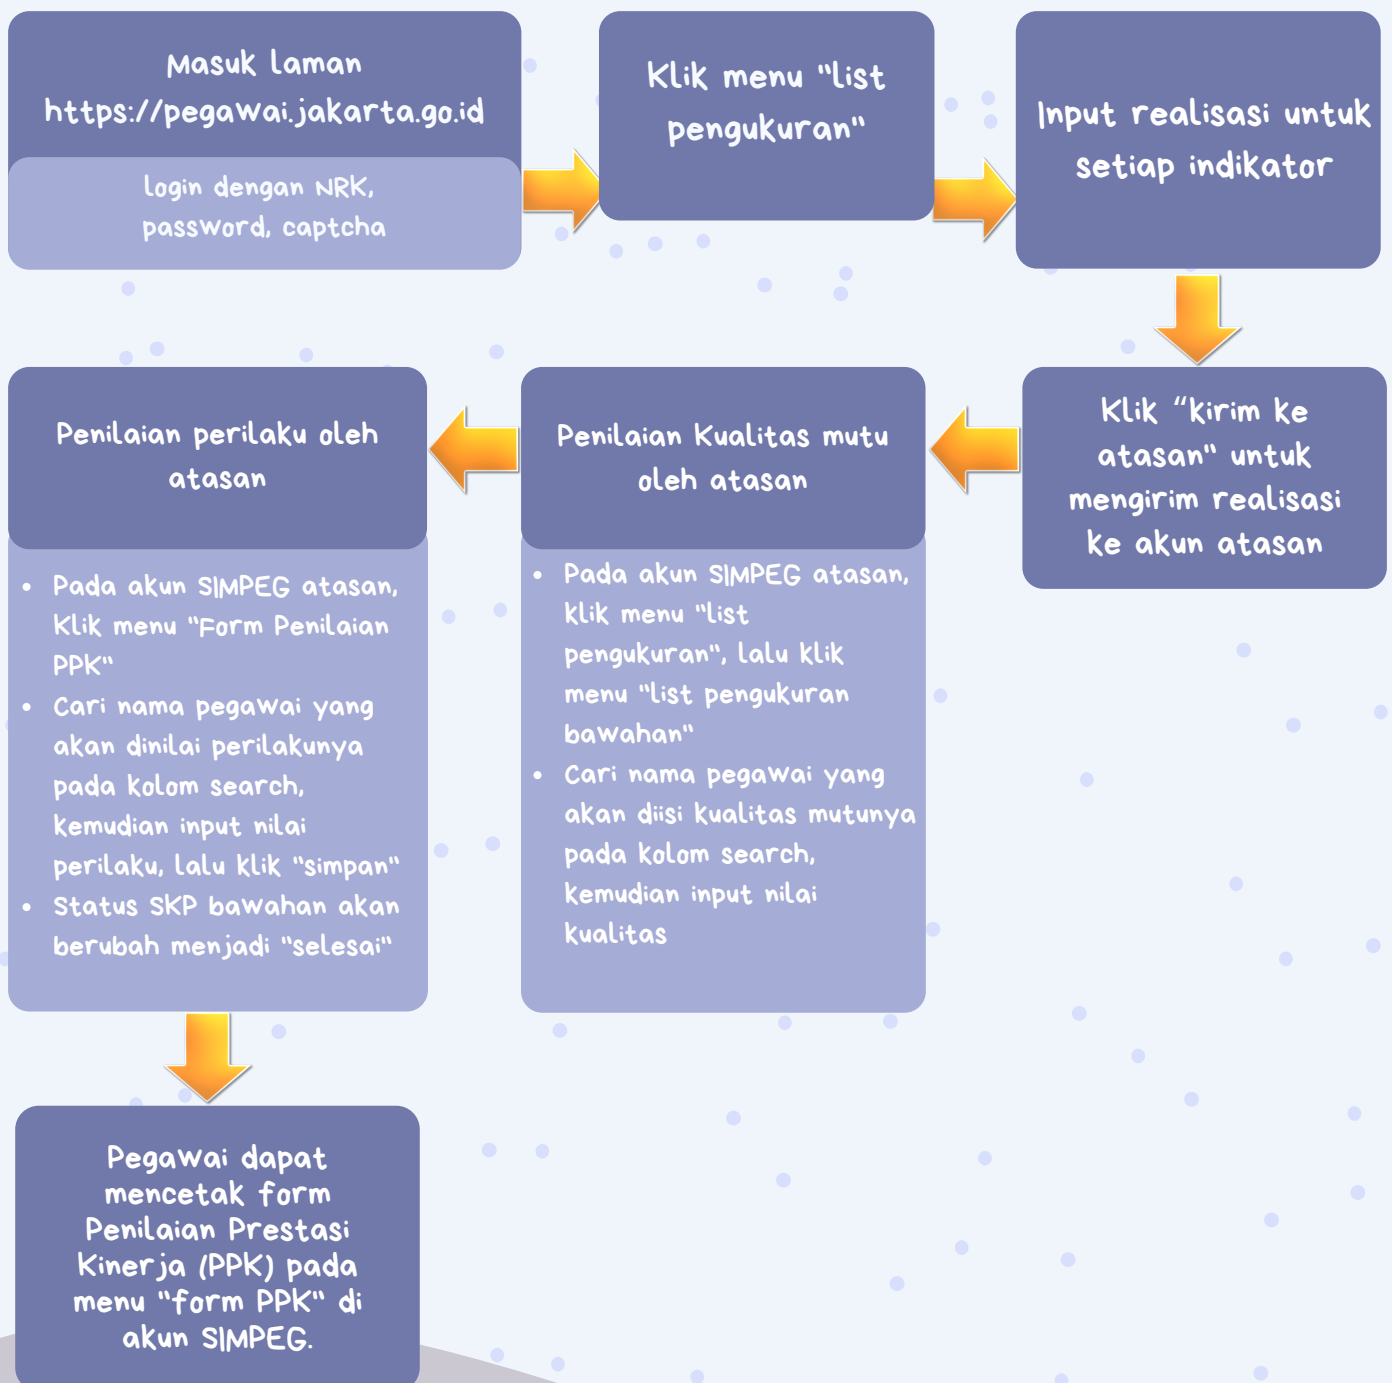 Masuk laman
https://pegawai.jakarta.go.id
login dengan NRK,
password, captcha
Klik menu "list
pengukuran"
Input realisasi untuk
setiap indikator
Klik “kirim ke
atasan" untuk
mengirim realisasi
ke akun atasan
Penilaian Kualitas mutu
oleh atasan
• Pada akun SIMPEG atasan,
klik menu "list
pengukuran", lalu klik
menu "list pengukuran
bawahan"
• Cari nama pegawai yang
akan diisi kualitas mutunya
pada kolom search,
kemudian input nilai
kualitas
Penilaian perilaku oleh
atasan
• Pada akun SIMPEG atasan,
Klik menu "Form Penilaian
PPK"
• Cari nama pegawai yang
akan dinilai perilakunya
pada kolom search,
kemudian input nilai
perilaku, lalu klik "simpan"
• Status SKP bawahan akan
berubah menjadi "selesai"
Pegawai dapat
mencetak form
Penilaian Prestasi
Kinerja (PPK) pada
menu "form PPK" di
akun SIMPEG.